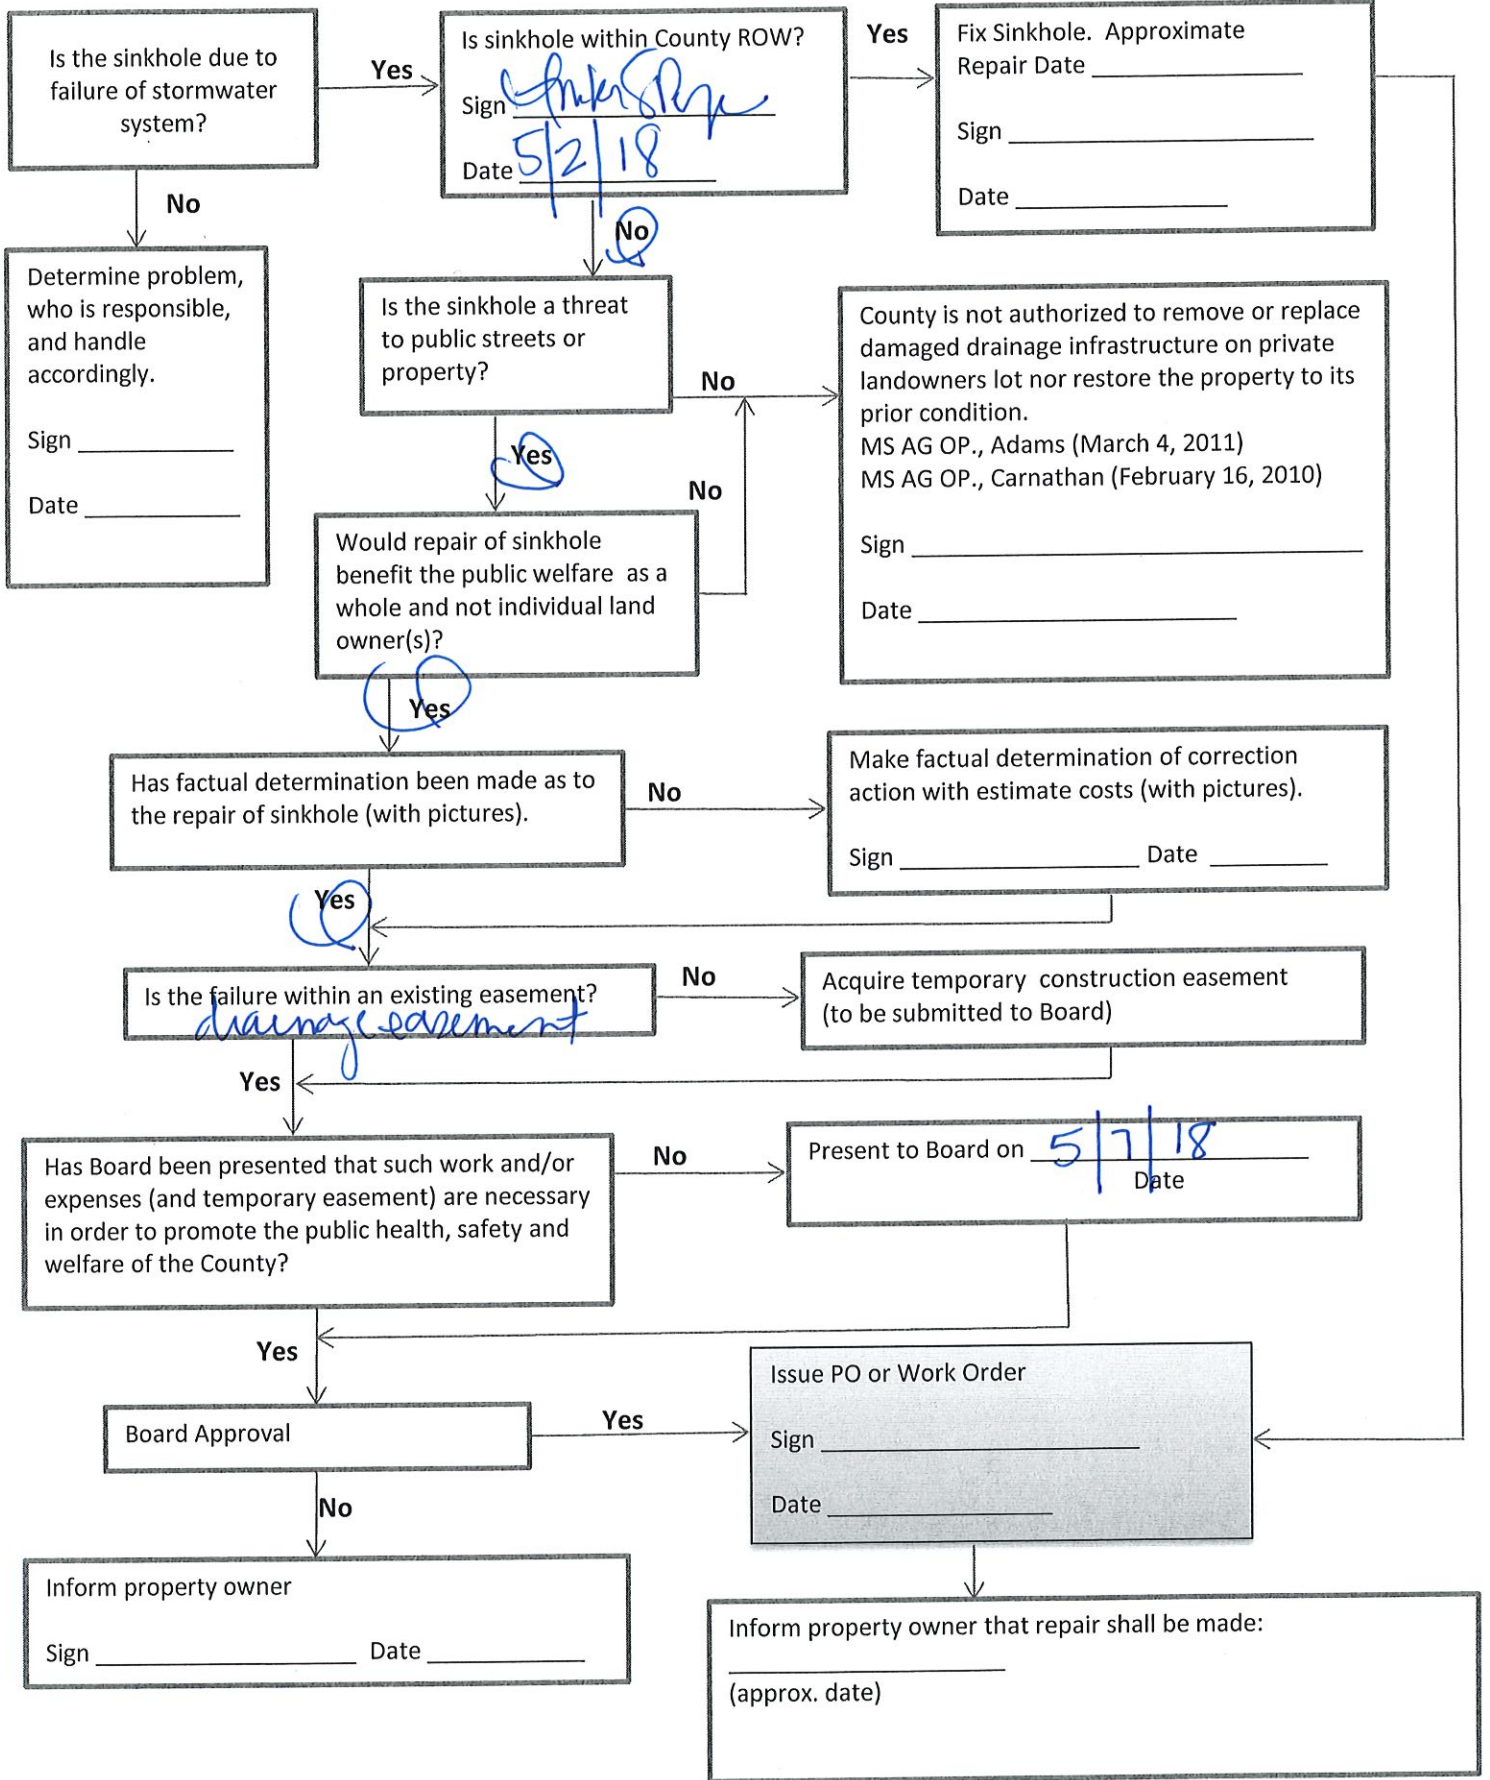 Is the sinkhole due to
failure of stormwater
system?
Yes
No
Is sinkhole within County ROW?
Sign
Date 5/2/18
Yes
No
Fix Sinkhole. Approximate
Repair Date
Sign
Date
Determine problem,
who is responsible,
and handle
accordingly.
Sign
Date
Is the sinkhole a threat
to public streets or
property?
No
Yes
County is not authorized to remove or replace
damaged drainage infrastructure on private
landowners lot nor restore the property to its
prior condition.
MS AG OP., Adams (March 4, 2011)
MS AG OP., Carnathan (February 16, 2010)
Sign
Date
Would repair of sinkhole
benefit the public welfare as a
whole and not individual land
owner(s)?
No
Yes
Has factual determination been made as to
the repair of sinkhole (with pictures).
No
Yes
Make factual determination of correction
action with estimate costs (with pictures).
Sign Date
Is the failure within an existing easement?
drainage easement
No
Yes
Acquire temporary construction easement
(to be submitted to Board)
Has Board been presented that such work and/or
expenses (and temporary easement) are necessary
in order to promote the public health, safety and
welfare of the County?
No
Yes
Present to Board on 5/7/18
Date
Board Approval
Yes
No
Issue PO or Work Order
Sign
Date
Inform property owner
Sign Date
Inform property owner that repair shall be made:
(approx. date)